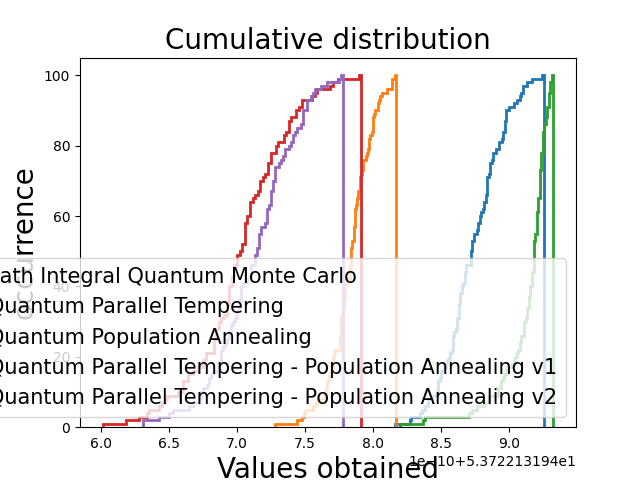 Cumulative distribution
100
80
60
40
20
0
occurrence
ath Integral Quantum Monte Carlo
Quantum Parallel Tempering
Quantum Population Annealing
Quantum Parallel Tempering - Population Annealing v1
Quantum Parallel Tempering - Population Annealing v2
6.0 6.5 7.0 7.5 8.0 8.5 9.0
1e-10+5.372213194e1
Values obtained